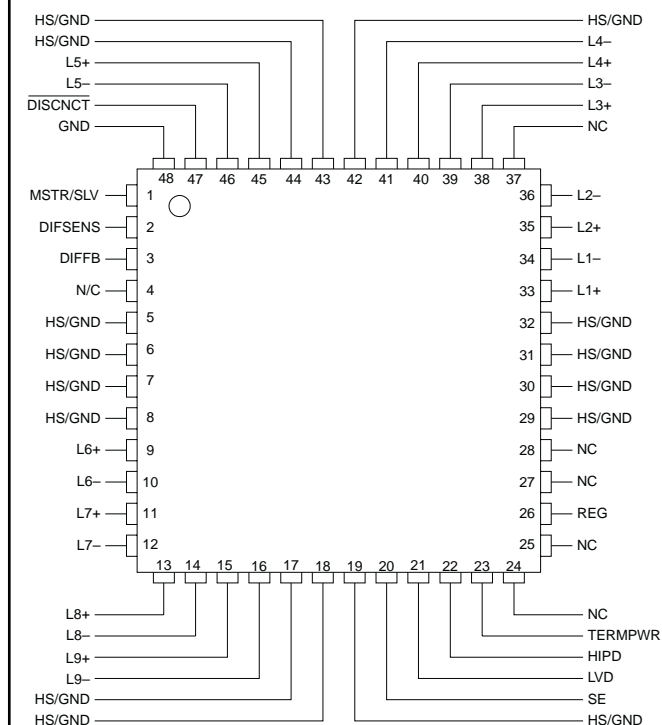 HS/GND
HS/GND
L5+
L5–
DISCNCT
GND
HS/GND
L4–
L4+
L3–
L3+
NC
48 47 46 45 44 43 42 41 40 39 38 37
MSTR/SLV 1
DIFSENS 2
DIFFB 3
N/C 4
HS/GND 5
HS/GND 6
HS/GND 7
HS/GND 8
L6+ 9
L6– 10
L7+ 11
L7– 12
36 L2–
35 L2+
34 L1–
33 L1+
32 HS/GND
31 HS/GND
30 HS/GND
29 HS/GND
28 NC
27 NC
26 REG
25 NC
13 14 15 16 17 18 19 20 21 22 23 24
L8+
L8–
L9+
L9–
HS/GND
HS/GND
NC
TERMPWR
HIPD
LVD
SE
HS/GND